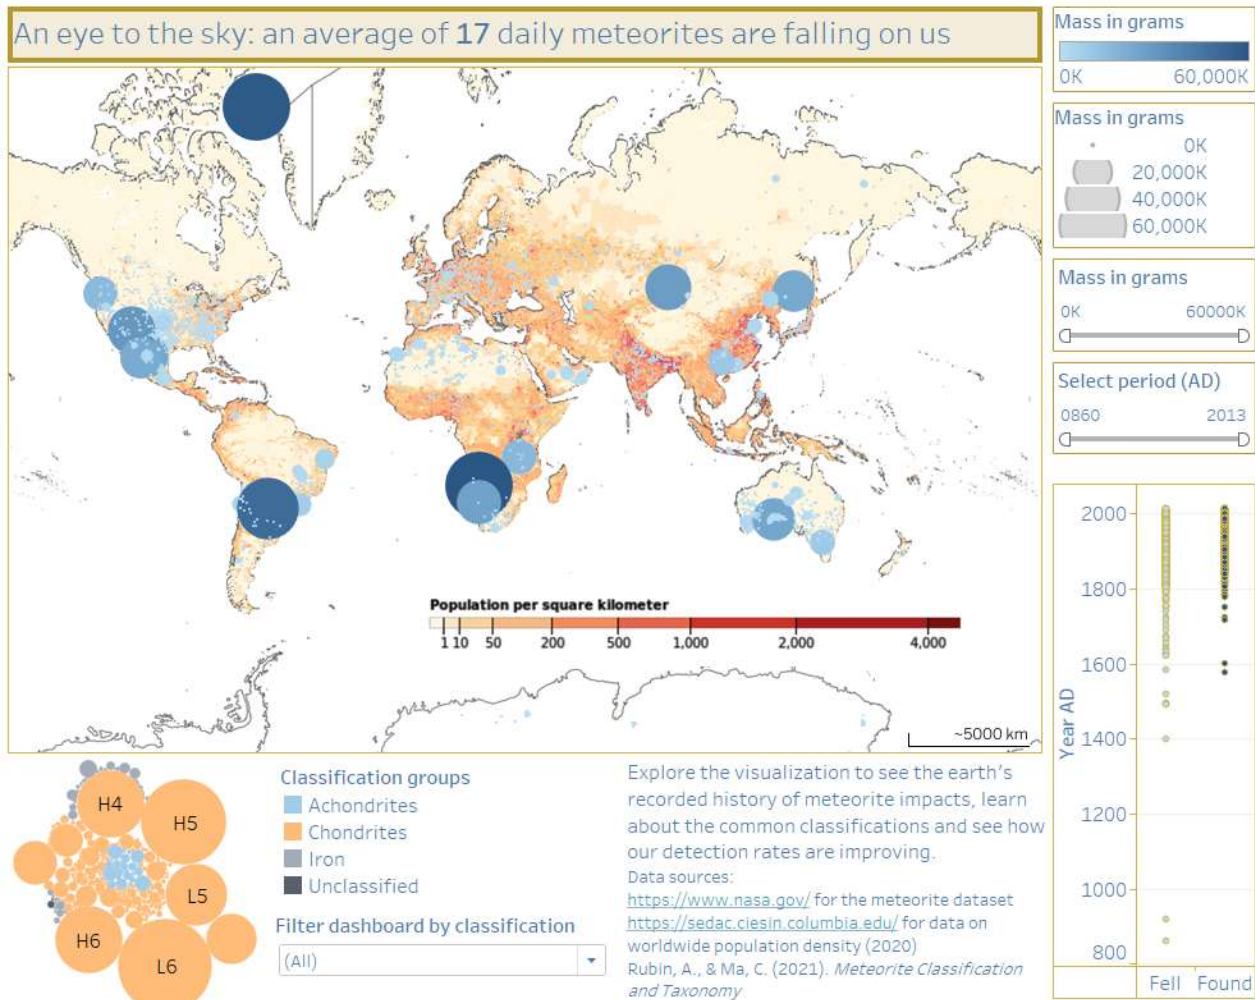 An eye to the sky: an average of 17 daily meteorites are falling on us
Mass in grams
0K 60,000K
Mass in grams
0K
20,000K
40,000K
60,000K
Mass in grams
0K 60000K
Select period (AD)
0860 2013
Population per square kilometer
1 10 50 200 500 1,000 2,000 4,000
~5000 km
Year AD
2000
1800
1600
1400
1200
1000
800
Fell Found
H4
H5
L5
H6
L6
Classification groups
Achondrites
Chondrites
Iron
Unclassified
Filter dashboard by classification
(All)
Explore the visualization to see the earth's
recorded history of meteorite impacts, learn
about the common classifications and see how
our detection rates are improving.
Data sources:
https://www.nasa.gov/ for the meteorite dataset
https://sedac.ciesin.columbia.edu/ for data on
worldwide population density (2020)
Rubin, A., & Ma, C. (2021). Meteorite Classification
and Taxonomy